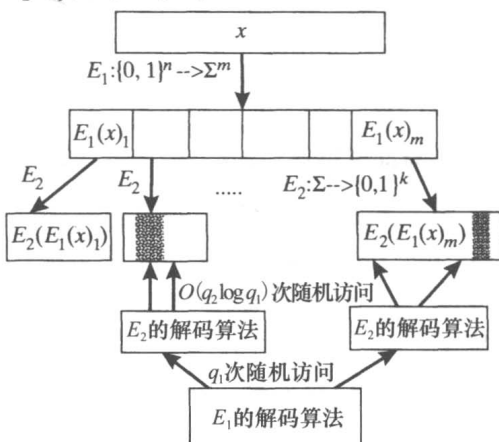 x
E₁:{0, 1}ⁿ-->Σᵐ
E₁(x)₁ E₁(x)ₘ
E₂ E₂ ..... E₂:Σ-->{0,1}ᵏ
E₂(E₁(x)₁) E₂(E₁(x)ₘ)
O(q₂logq₁)次随机访问
E₂的解码算法 E₂的解码算法
q₁次随机访问
E₁的解码算法